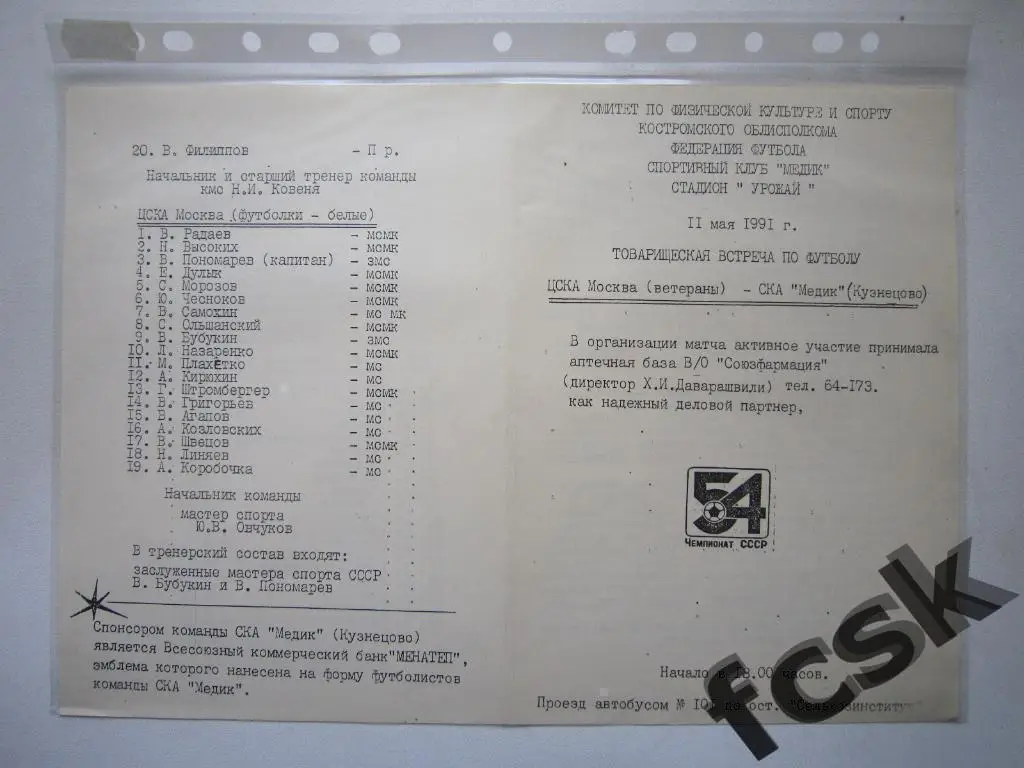 20. В. Филиппов - П р.
Начальник и старший тренер команды
кмс Н.И. Ковеня
ЦСКА Москва (футболки - белые)
1. В. Радаев - МСМК
2. Н. Высоких - МСМК
3. В. Пономарев (капитан) - ЗМС
4. Е. Дулык - МСМК
5. С. Морозов - МСМК
6. Ю. Чесноков - МСМК
7. В. Самохин - МС МК
8. С. Ольшанский - МСМК
9. В. Бубукин - ЗМС
10. Л. Назаренко - МСМК
11. М. Плахетко - МС
12. А. Кирюхин - МС
13. Г. Штромбергер - МСМК
14. В. Григорьев - МС
15. В. Агапов - МС
16. А. Козловских - МС
17. В. Швецов - МСМК
18. Н. Линяев - МС
19. А. Коробочка - МС
Начальник команды
мастер спорта
Ю.В. Овчуков
В тренерский состав входят:
заслуженные мастера спорта СССР
В. Бубукин и В. Пономарев
Спонсором команды СКА "Медик" (Кузнецово)
является Всесоюзный коммерческий банк "МЕНАТЕП",
эмблема которого нанесена на форму футболистов
команды СКА "Медик".
КОМИТЕТ ПО ФИЗИЧЕСКОЙ КУЛЬТУРЕ И СПОРТУ
КОСТРОМСКОГО ОБЛИСПОЛКОМА
ФЕДЕРАЦИЯ ФУТБОЛА
СПОРТИВНЫЙ КЛУБ "МЕДИК"
СТАДИОН " УРОЖАЙ "
11 мая 1991 г.
ТОВАРИЩЕСКАЯ ВСТРЕЧА ПО ФУТБОЛУ
ЦСКА Москва (ветераны) - СКА "Медик" (Кузнецово)
В организации матча активное участие принимала
аптечная база В/О "Союзфармация"
(директор Х.И.Даварашвили) тел. 64-173.
как надежный деловой партнер,
54
ЧЕМПИОНАТ СССР
Начало в 18.00 часов.
Проезд автобусом № 101 до ост. "Сельхозинститут"
fcsk